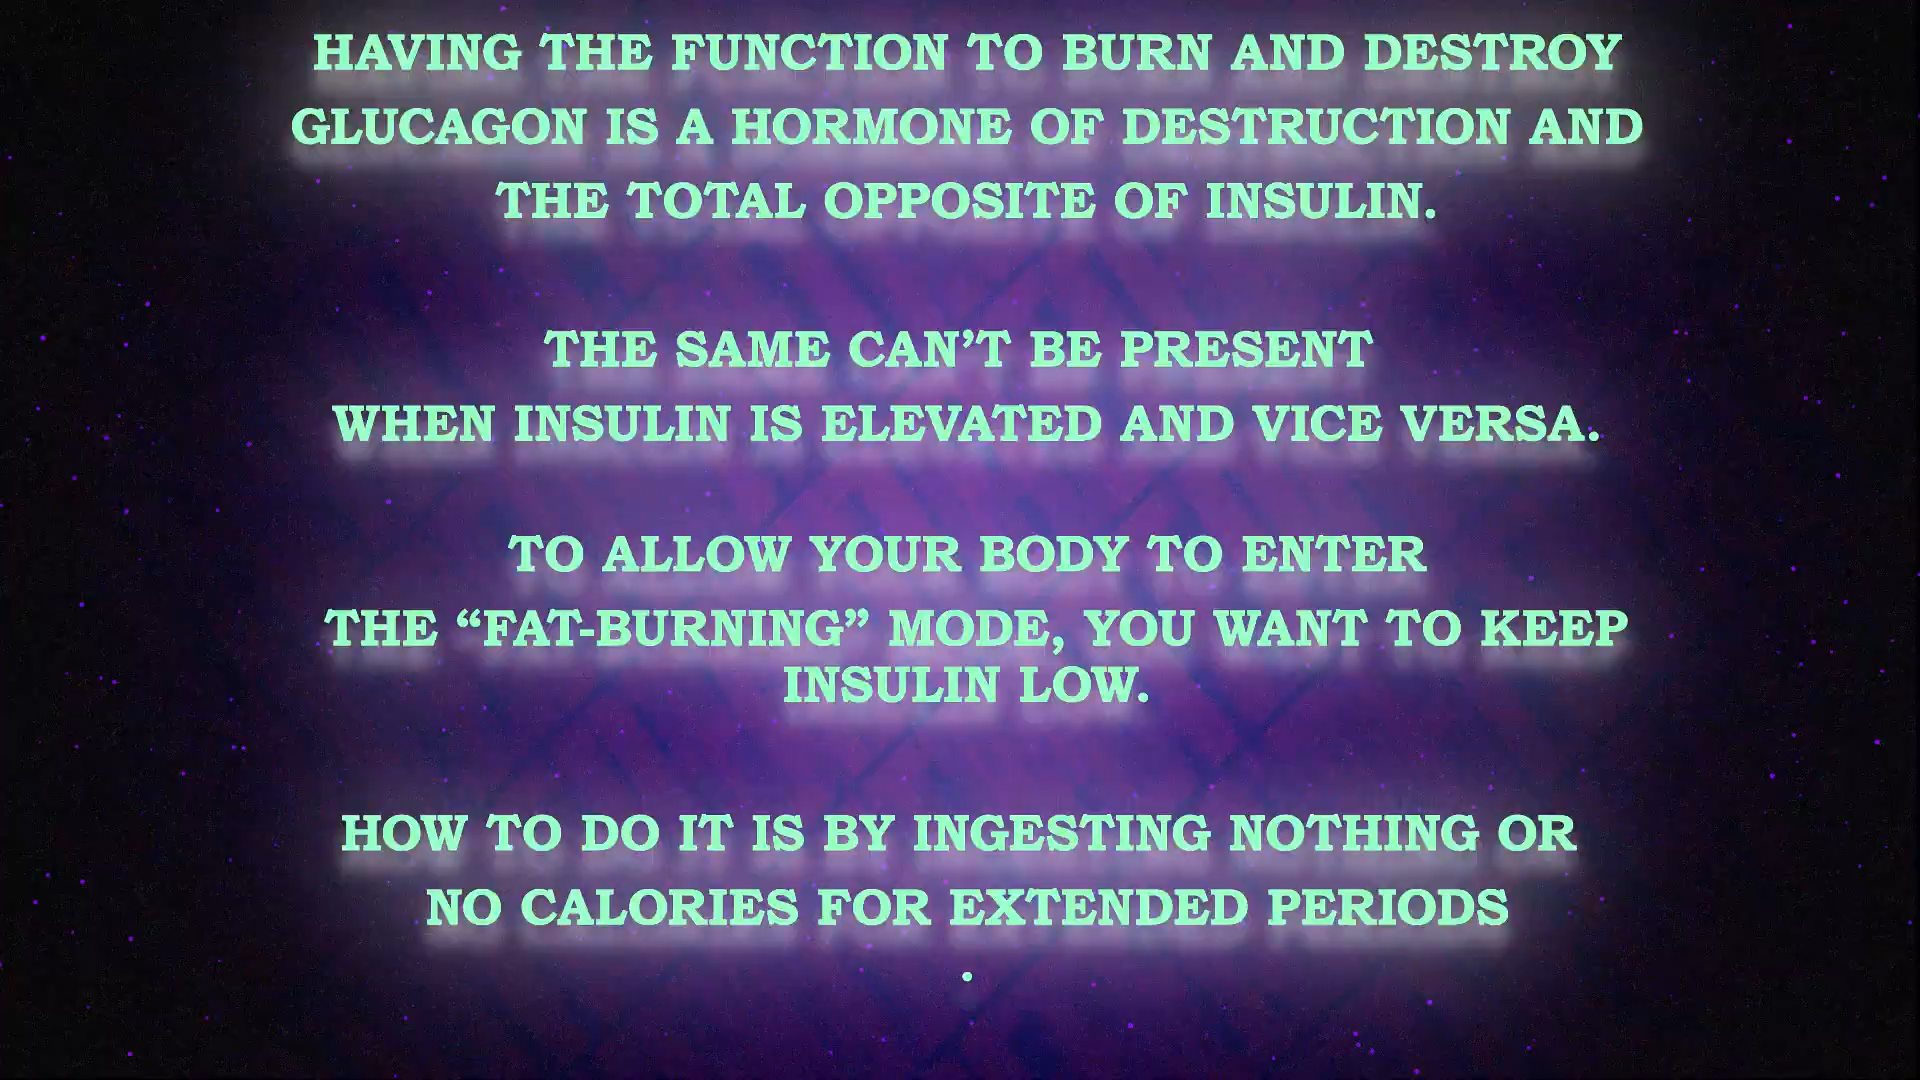 HAVING THE FUNCTION TO BURN AND DESTROY
GLUCAGON IS A HORMONE OF DESTRUCTION AND
THE TOTAL OPPOSITE OF INSULIN.
THE SAME CAN’T BE PRESENT
WHEN INSULIN IS ELEVATED AND VICE VERSA.
TO ALLOW YOUR BODY TO ENTER
THE “FAT-BURNING” MODE, YOU WANT TO KEEP
INSULIN LOW.
HOW TO DO IT IS BY INGESTING NOTHING OR
NO CALORIES FOR EXTENDED PERIODS
.